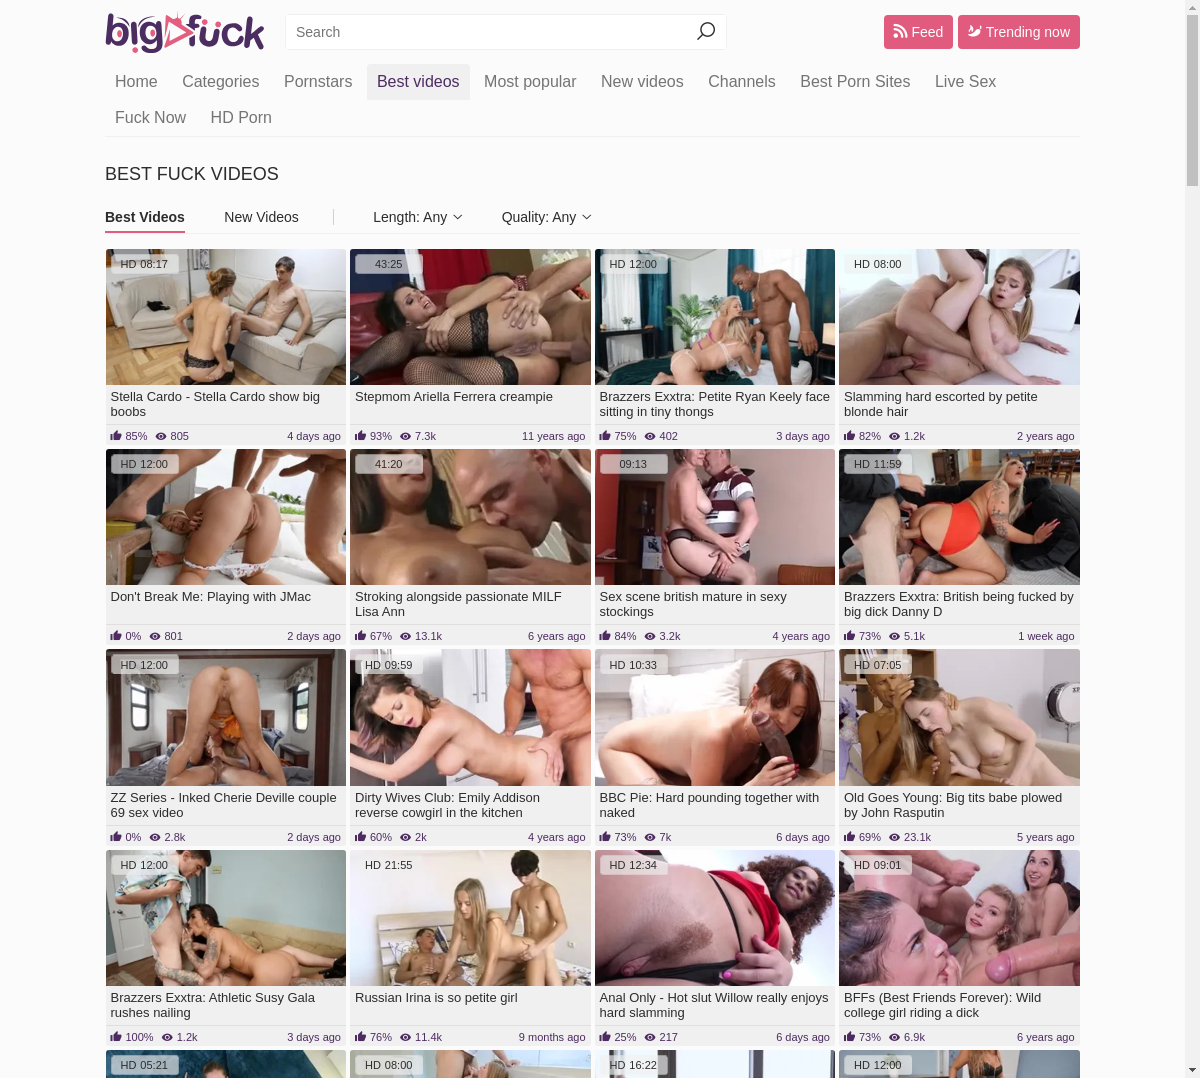 bigfuck
Search
Feed
Trending now
Home Categories Pornstars Best videos Most popular New videos Channels Best Porn Sites Live Sex
Fuck Now HD Porn
BEST FUCK VIDEOS
Best Videos New Videos Length: Any Quality: Any
HD 08:17
43:25
HD 12:00
HD 08:00
Stella Cardo - Stella Cardo show big
boobs
85% 805 4 days ago
Stepmom Ariella Ferrera creampie
93% 7.3k 11 years ago
Brazzers Exxtra: Petite Ryan Keely face
sitting in tiny thongs
75% 402 3 days ago
Slamming hard escorted by petite
blonde hair
82% 1.2k 2 years ago
HD 12:00
41:20
09:13
HD 11:59
Don't Break Me: Playing with JMac
0% 801 2 days ago
Stroking alongside passionate MILF
Lisa Ann
67% 13.1k 6 years ago
Sex scene british mature in sexy
stockings
84% 3.2k 4 years ago
Brazzers Exxtra: British being fucked by
big dick Danny D
73% 5.1k 1 week ago
HD 12:00
HD 09:59
HD 10:33
HD 07:05
ZZ Series - Inked Cherie Deville couple
69 sex video
0% 2.8k 2 days ago
Dirty Wives Club: Emily Addison
reverse cowgirl in the kitchen
60% 2k 4 years ago
BBC Pie: Hard pounding together with
naked
73% 7k 6 days ago
Old Goes Young: Big tits babe plowed
by John Rasputin
69% 23.1k 5 years ago
HD 12:00
HD 21:55
HD 12:34
HD 09:01
Brazzers Exxtra: Athletic Susy Gala
rushes nailing
100% 1.2k 3 days ago
Russian Irina is so petite girl
76% 11.4k 9 months ago
Anal Only - Hot slut Willow really enjoys
hard slamming
25% 217 6 days ago
BFFs (Best Friends Forever): Wild
college girl riding a dick
73% 6.9k 6 years ago
HD 05:21
HD 08:00
HD 16:22
HD 12:00